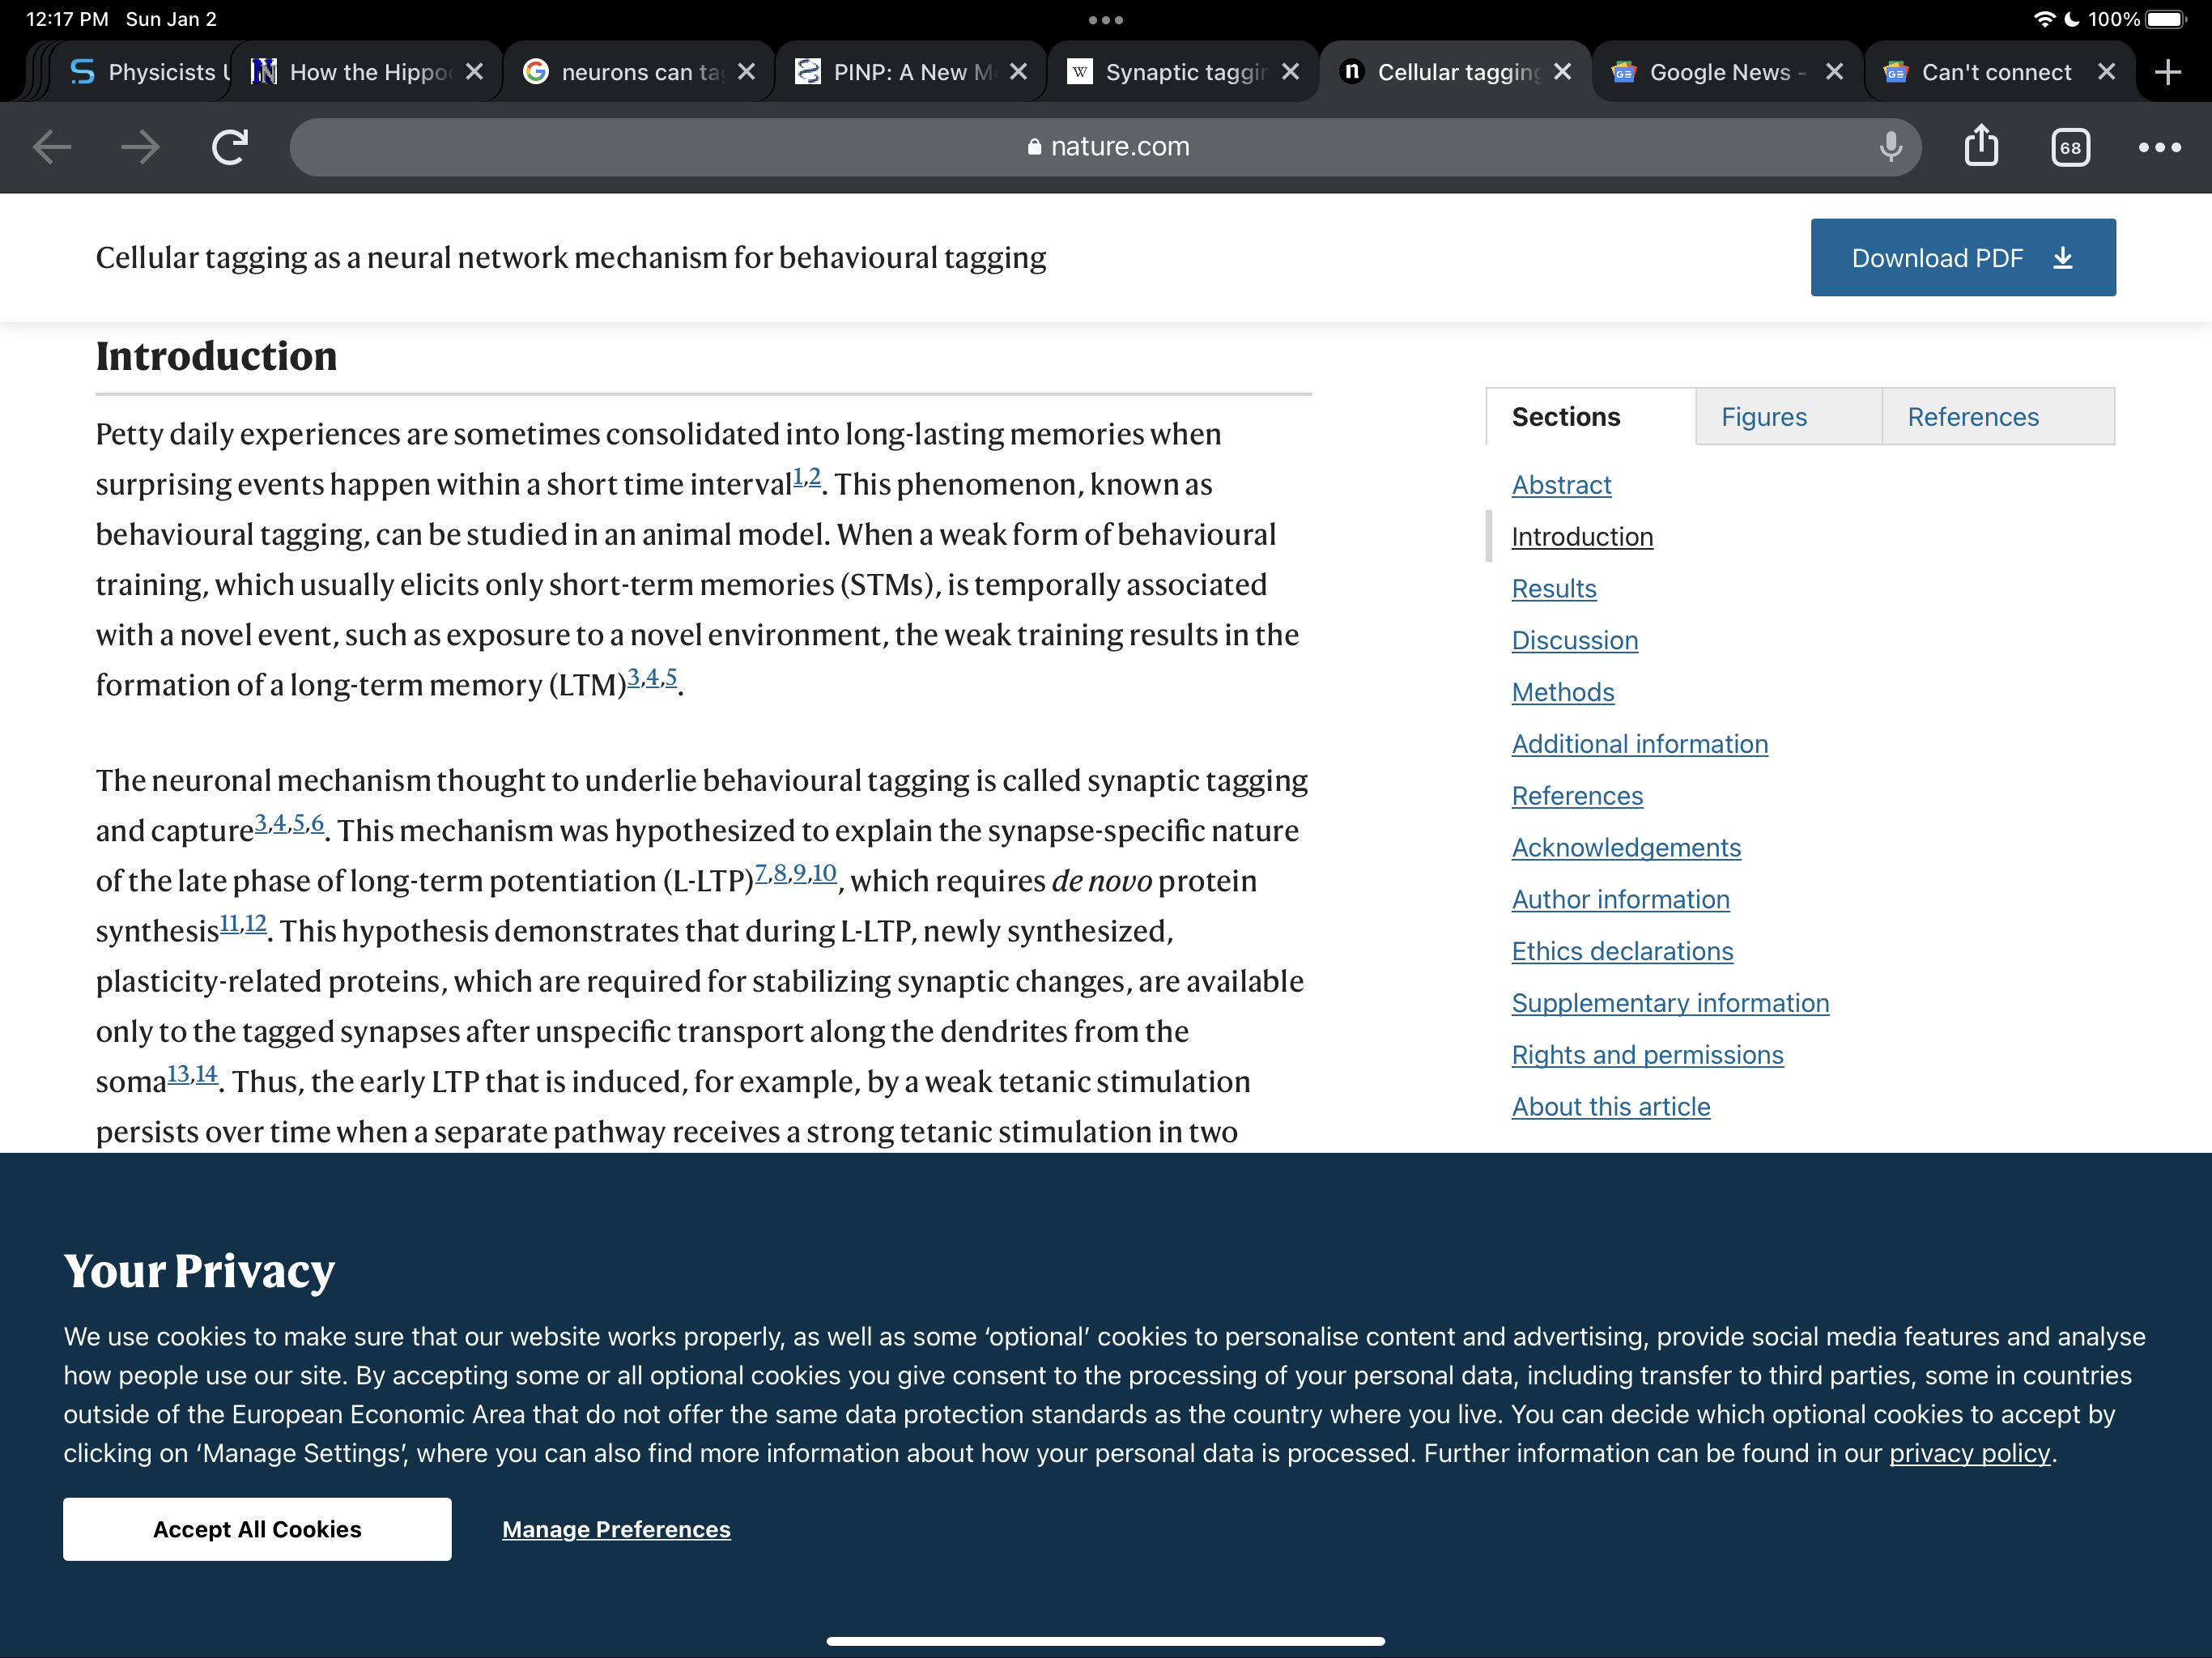 12:17 PM Sun Jan 2
100%
Physicists
How the Hippo
neurons can ta
PINP: A New M
Synaptic taggin
Cellular tagging
Google News -
Can't connect
nature.com
68
Cellular tagging as a neural network mechanism for behavioural tagging
Download PDF
Introduction
Petty daily experiences are sometimes consolidated into long-lasting memories when
surprising events happen within a short time interval1,2. This phenomenon, known as
behavioural tagging, can be studied in an animal model. When a weak form of behavioural
training, which usually elicits only short-term memories (STMs), is temporally associated
with a novel event, such as exposure to a novel environment, the weak training results in the
formation of a long-term memory (LTM)3,4,5.
The neuronal mechanism thought to underlie behavioural tagging is called synaptic tagging
and capture3,4,5,6. This mechanism was hypothesized to explain the synapse-specific nature
of the late phase of long-term potentiation (L-LTP)7,8,9,10, which requires de novo protein
synthesis11,12. This hypothesis demonstrates that during L-LTP, newly synthesized,
plasticity-related proteins, which are required for stabilizing synaptic changes, are available
only to the tagged synapses after unspecific transport along the dendrites from the
soma13,14. Thus, the early LTP that is induced, for example, by a weak tetanic stimulation
persists over time when a separate pathway receives a strong tetanic stimulation in two
Sections
Figures
References
Abstract
Introduction
Results
Discussion
Methods
Additional information
References
Acknowledgements
Author information
Ethics declarations
Supplementary information
Rights and permissions
About this article
Your Privacy
We use cookies to make sure that our website works properly, as well as some ‘optional’ cookies to personalise content and advertising, provide social media features and analyse
how people use our site. By accepting some or all optional cookies you give consent to the processing of your personal data, including transfer to third parties, some in countries
outside of the European Economic Area that do not offer the same data protection standards as the country where you live. You can decide which optional cookies to accept by
clicking on ‘Manage Settings’, where you can also find more information about how your personal data is processed. Further information can be found in our privacy policy.
Accept All Cookies
Manage Preferences